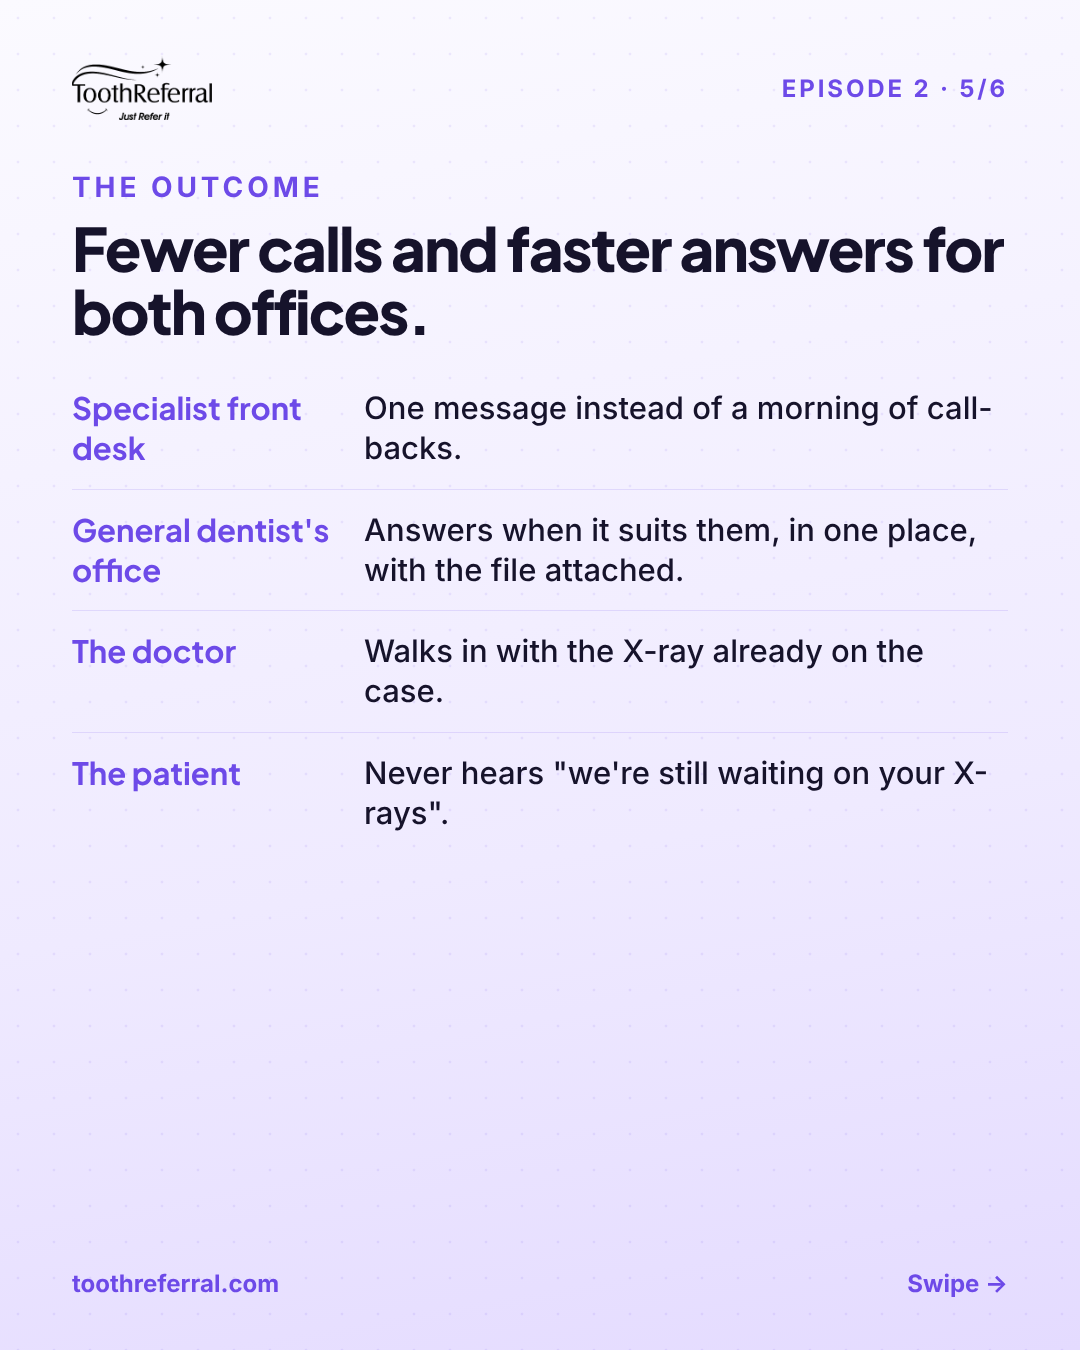 ToothReferral
Just Refer it
EPISODE 2 · 5/6
THE OUTCOME
Fewer calls and faster answers for
both offices.
Specialist front
desk
One message instead of a morning of call-
backs.
General dentist's
office
Answers when it suits them, in one place,
with the file attached.
The doctor
Walks in with the X-ray already on the
case.
The patient
Never hears "we're still waiting on your X-
rays".
toothreferral.com
Swipe →